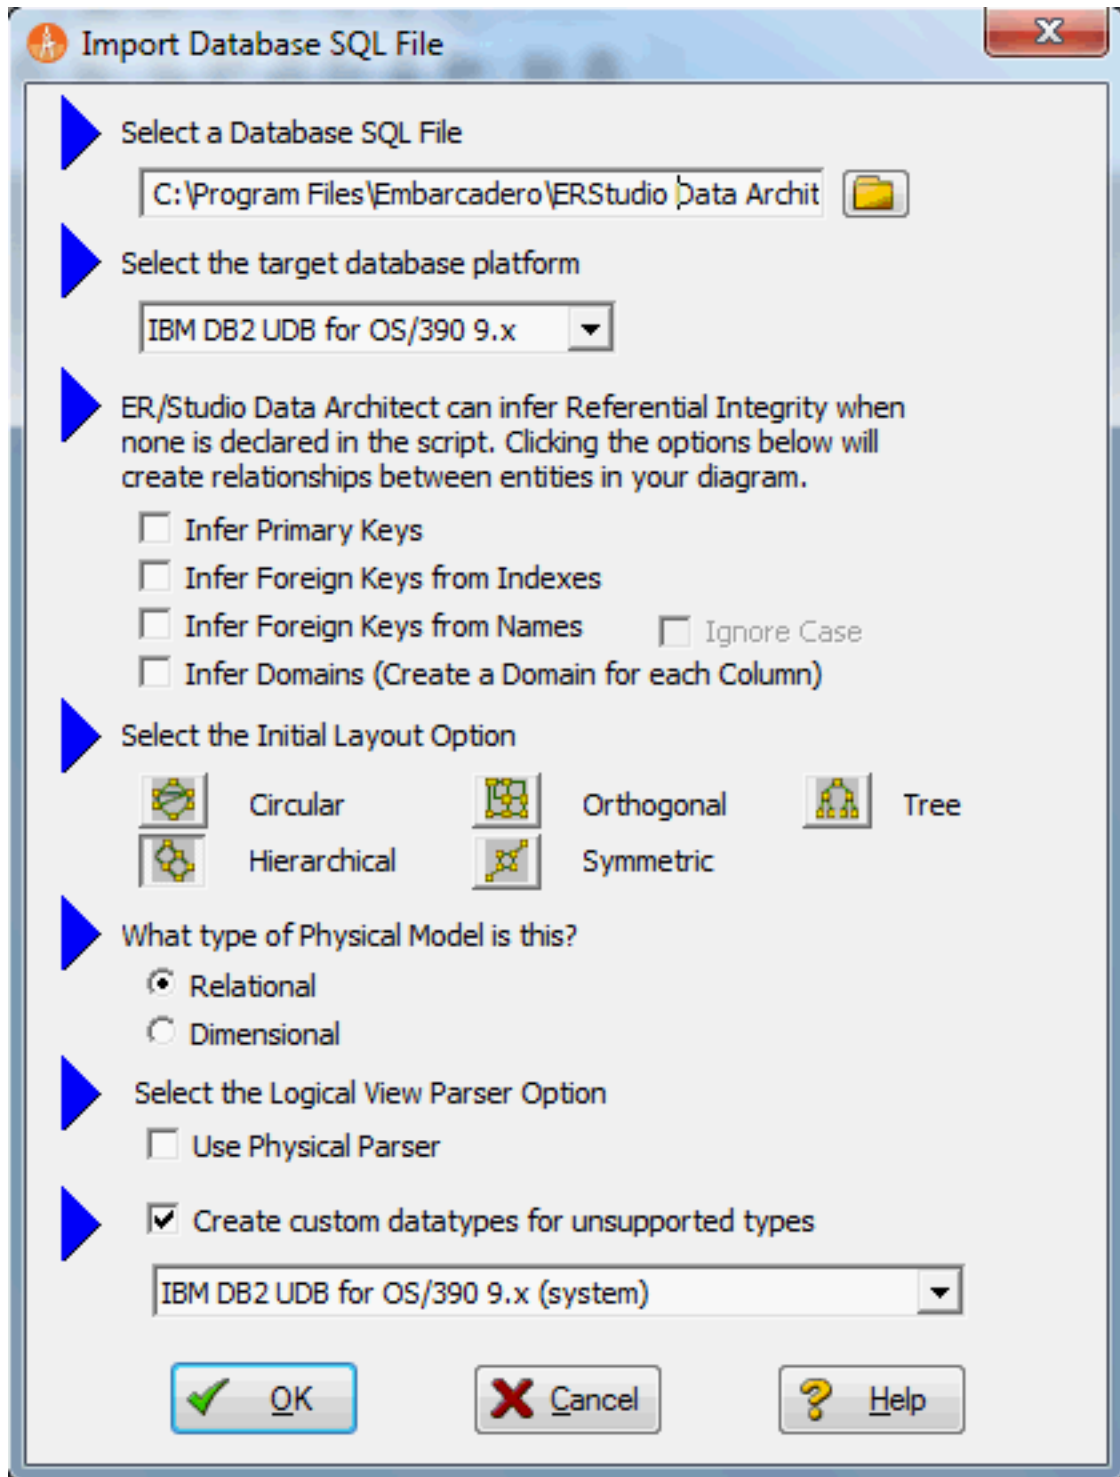 Import Database SQL File
Select a Database SQL File
C:\Program Files\Embarcadero\ERStudio Data Archit
Select the target database platform
IBM DB2 UDB for OS/390 9.x
ER/Studio Data Architect can infer Referential Integrity when
none is declared in the script. Clicking the options below will
create relationships between entities in your diagram.
Infer Primary Keys
Infer Foreign Keys from Indexes
Infer Foreign Keys from Names Ignore Case
Infer Domains (Create a Domain for each Column)
Select the Initial Layout Option
Circular Orthogonal Tree
Hierarchical Symmetric
What type of Physical Model is this?
Relational
Dimensional
Select the Logical View Parser Option
Use Physical Parser
Create custom datatypes for unsupported types
IBM DB2 UDB for OS/390 9.x (system)
OK Cancel Help